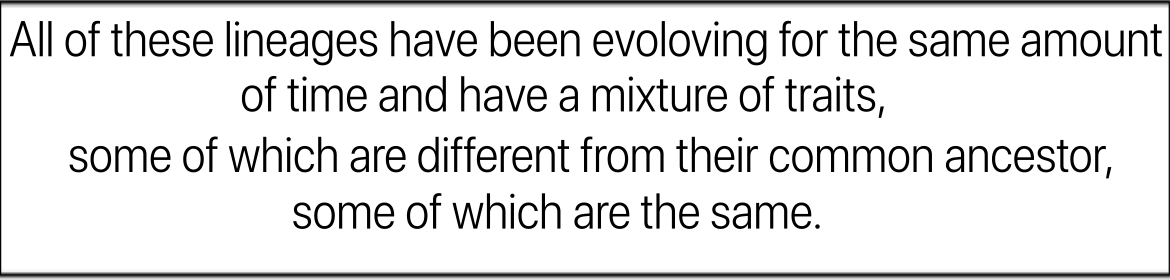 All of these lineages have been evoloving for the same amount
of time and have a mixture of traits,
some of which are different from their common ancestor,
some of which are the same.